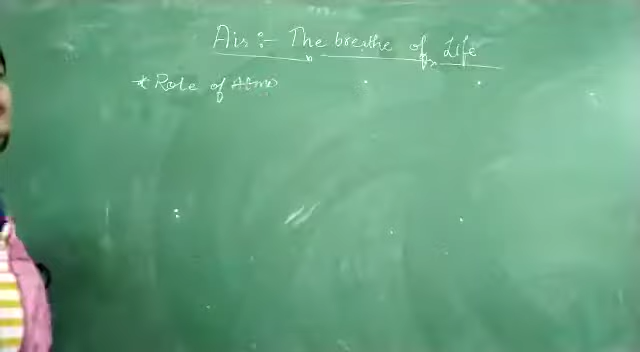 Air :- The breathe of Life
* Role of Atmo